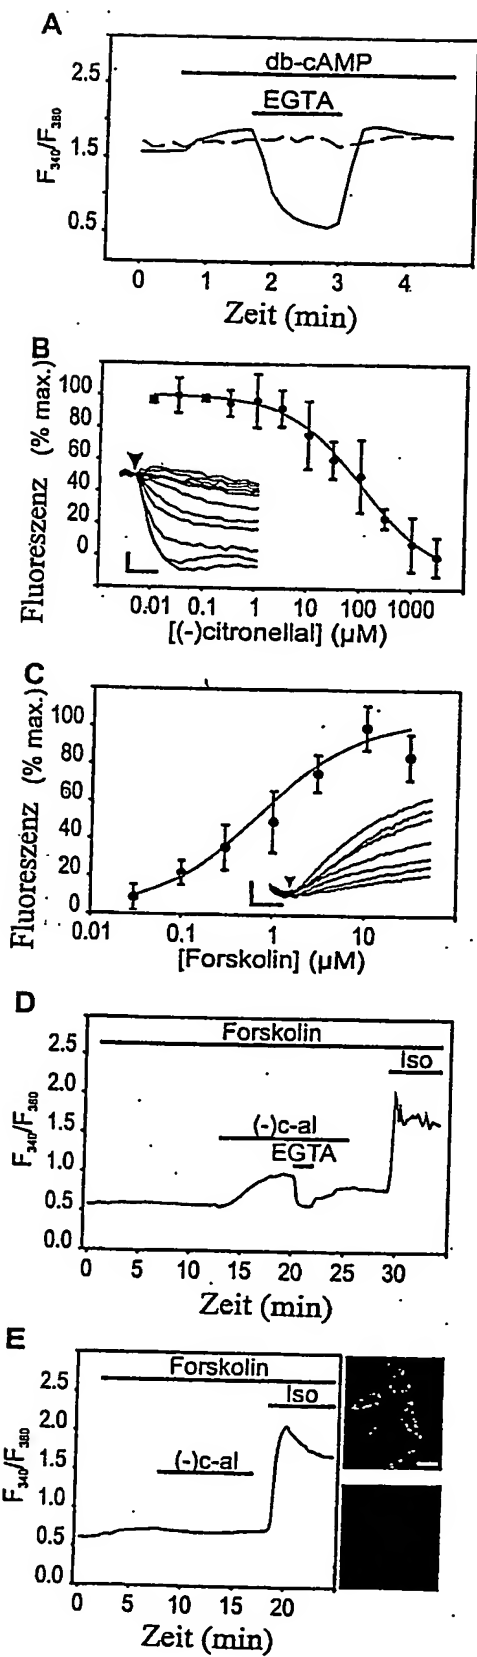 A
db-cAMP
EGTA
F340/F380
2.5
1.5
0.5
0 1 2 3 4
Zeit (min)
B
Fluoreszenz (% max.)
100
80
60
40
20
0
0.01 0.1 1 10 100 1000
[(-)citronellal] (µM)
C
Fluoreszenz (% max.)
100
80
60
40
20
0
0.01 0.1 1 10
[Forskolin] (µM)
D
Forskolin
Iso
(-)c-al
EGTA
F340/F380
2.5
2.0
1.5
1.0
0.5
0.0
0 5 10 15 20 25 30
Zeit (min)
E
Forskolin
Iso
(-)c-al
F340/F380
2.5
2.0
1.5
1.0
0.5
0.0
0 5 10 15 20
Zeit (min)